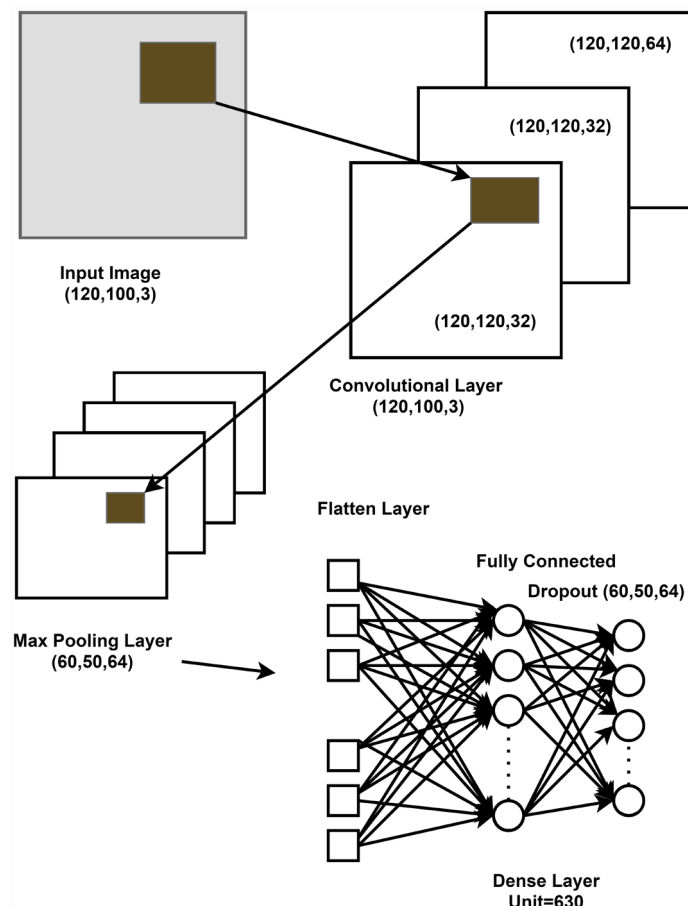 (120,120,64)
(120,120,32)
(120,120,32)
Input Image
(120,100,3)
Convolutional Layer
(120,100,3)
Flatten Layer
Fully Connected
Dropout (60,50,64)
Max Pooling Layer
(60,50,64)
Dense Layer
Unit=630